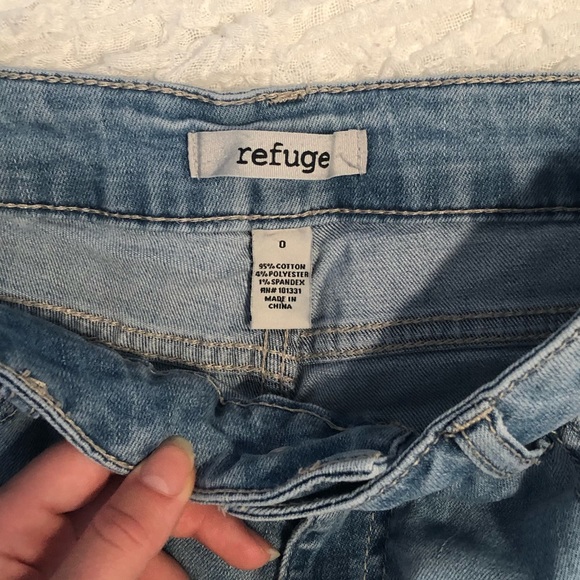 refuge
0
95% COTTON
4% POLYESTER
1% SPANDEX
RN# 101331
MADE IN
CHINA